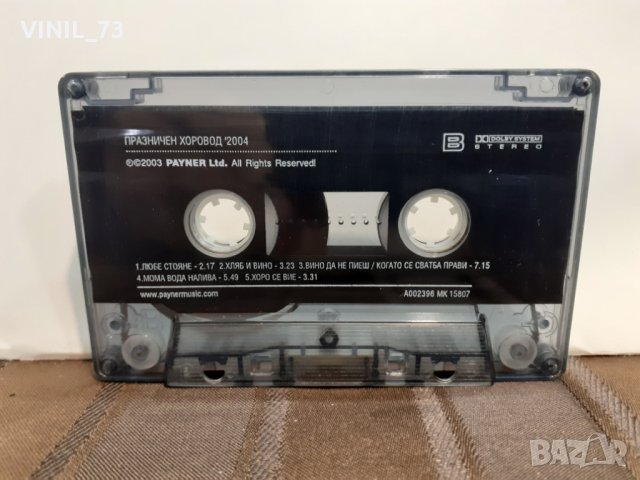 VINIL_73
ПРАЗНИЧЕН ХОРОВОД '2004
℗©2003 PAYNER Ltd. All Rights Reserved!
B DOLBY SYSTEM
STEREO
1.ЛЮБЕ СТОЯНЕ - 2.17 2.ХЛЯБ И ВИНО - 3.23 3.ВИНО ДА НЕ ПИЕШ / КОГАТО СЕ СВАТБА ПРАВИ - 7.15
4.МОМА ВОДА НАЛИВА - 5.49 5.ХОРО СЕ ВИЕ - 3.31
www.paynermusic.com A002396 MK 15807
BAZAR